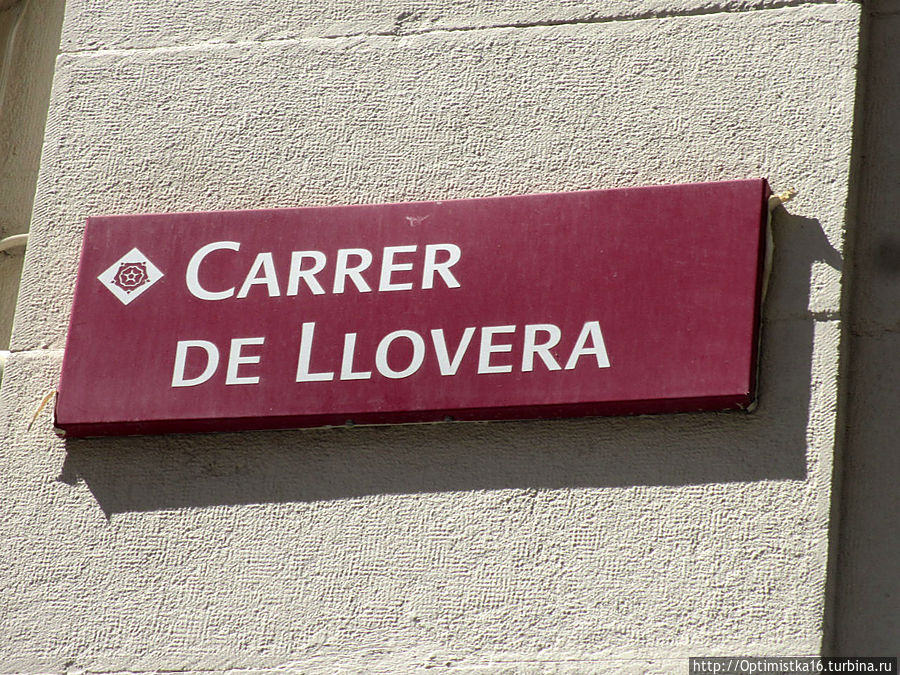 CARRER
DE LLOVERA
http://Optimistka16.turbina.ru